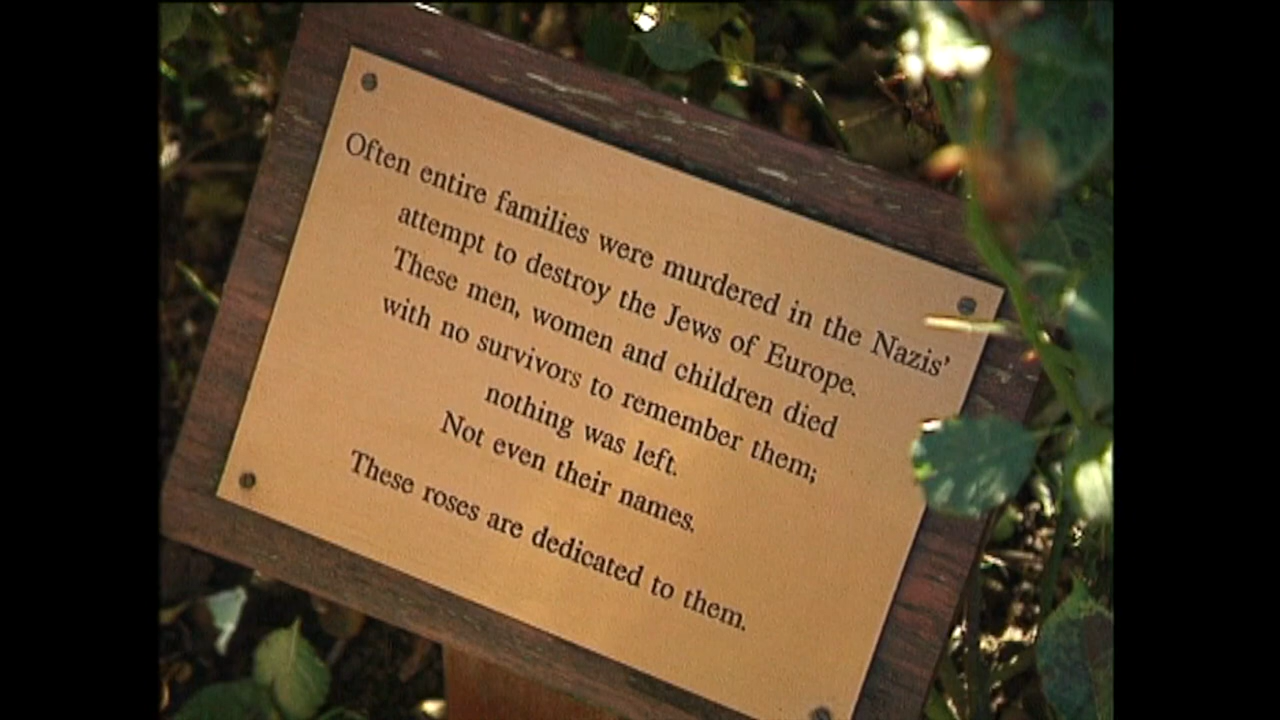 Often entire families were murdered in the Nazis'
attempt to destroy the Jews of Europe.
These men, women and children died
with no survivors to remember them;
nothing was left.
Not even their names.
These roses are dedicated to them.